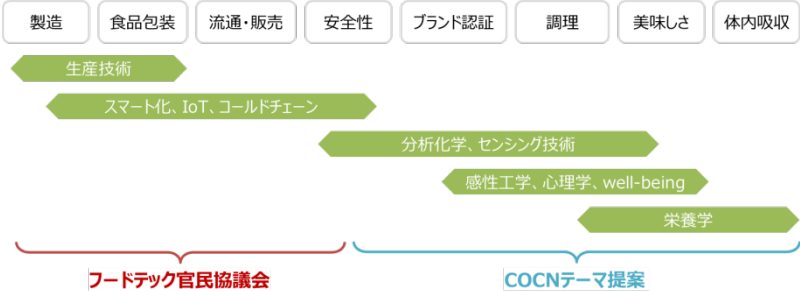 製造
食品包装
流通・販売
安全性
ブランド認証
調理
美味しさ
体内吸収
生産技術
スマート化、IoT、コールドチェーン
分析化学、センシング技術
感性工学、心理学、well-being
栄養学
フードテック官民協議会
COCNテーマ提案